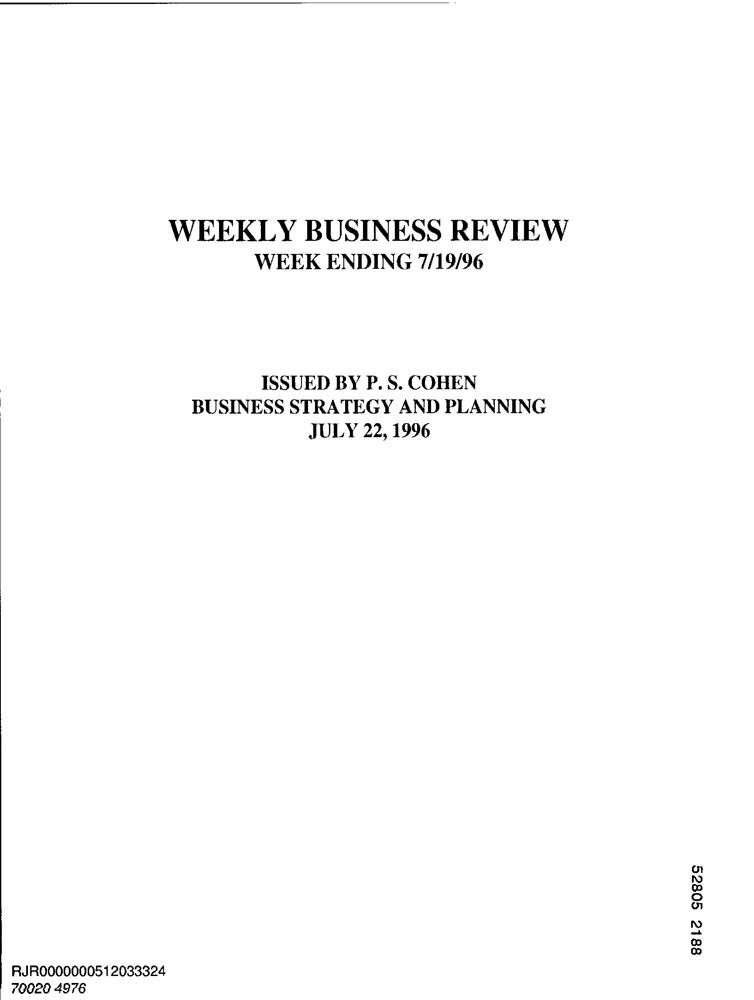 WEEKLY BUSINESS REVIEW
WEEK ENDING 7/19/96
ISSUED BY P. S. COHEN
BUSINESS STRATEGY AND PLANNING
JULY 22, 1996
52805 2188
RJR0000000512033324
70020 4976